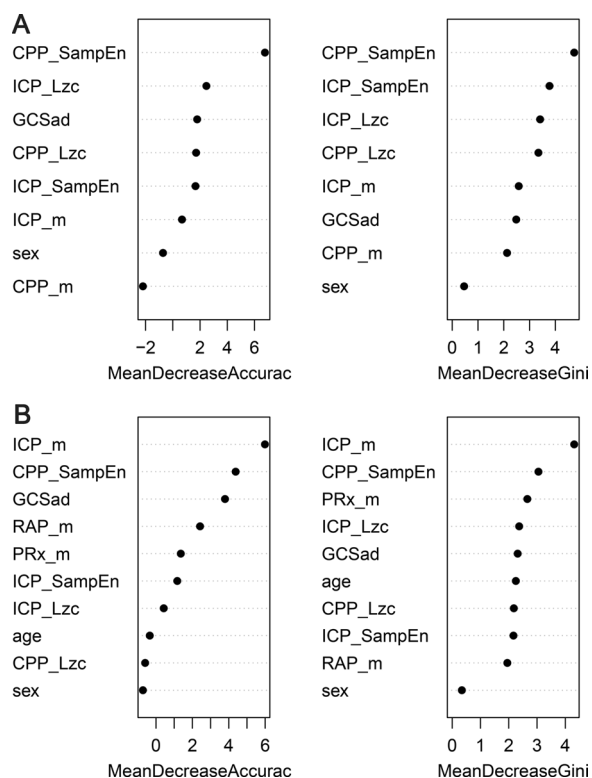 A
CPP_SampEn
ICP_Lzc
GCSad
CPP_Lzc
ICP_SampEn
ICP_m
sex
CPP_m
−2 2 4 6
MeanDecreaseAccurac
CPP_SampEn
ICP_SampEn
ICP_Lzc
CPP_Lzc
ICP_m
GCSad
CPP_m
sex
0 1 2 3 4
MeanDecreaseGini
B
ICP_m
CPP_SampEn
GCSad
RAP_m
PRx_m
ICP_SampEn
ICP_Lzc
age
CPP_Lzc
sex
0 2 4 6
MeanDecreaseAccurac
ICP_m
CPP_SampEn
PRx_m
ICP_Lzc
GCSad
age
CPP_Lzc
ICP_SampEn
RAP_m
sex
0 1 2 3 4
MeanDecreaseGini